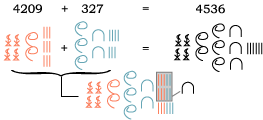 4209 + 327 = 4536
+ =